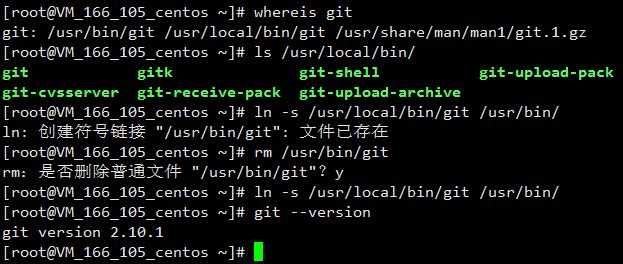 [root@VM_166_105_centos ~]# whereis git
git: /usr/bin/git /usr/local/bin/git /usr/share/man/man1/git.1.gz
[root@VM_166_105_centos ~]# ls /usr/local/bin/
git gitk git-shell git-upload-pack
git-cvsserver git-receive-pack git-upload-archive
[root@VM_166_105_centos ~]# ln -s /usr/local/bin/git /usr/bin/
ln: 创建符号链接 "/usr/bin/git": 文件已存在
[root@VM_166_105_centos ~]# rm /usr/bin/git
rm：是否删除普通文件 "/usr/bin/git"？y
[root@VM_166_105_centos ~]# ln -s /usr/local/bin/git /usr/bin/
[root@VM_166_105_centos ~]# git --version
git version 2.10.1
[root@VM_166_105_centos ~]#